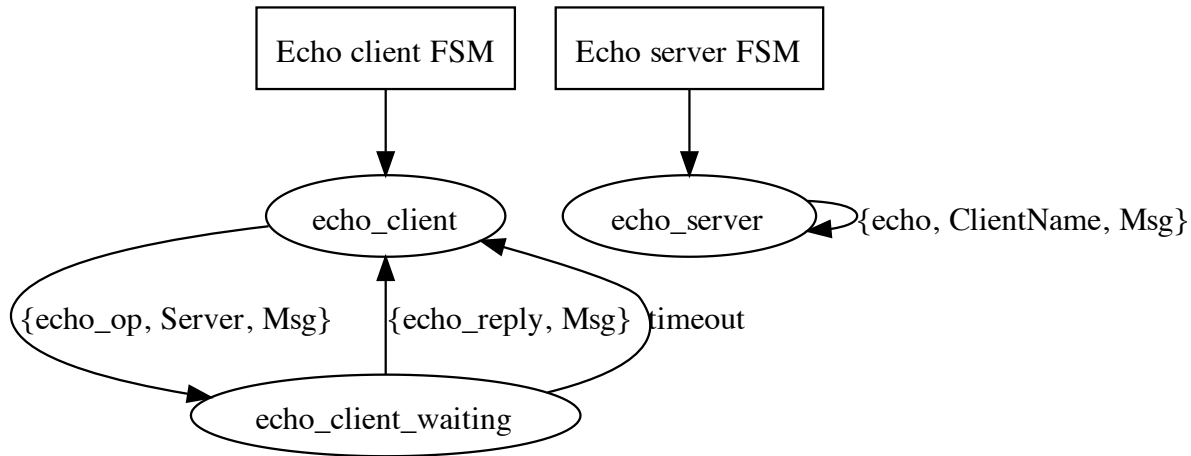 Echo client FSM
Echo server FSM
echo_client
echo_server
{echo, ClientName, Msg}
{echo_op, Server, Msg}
{echo_reply, Msg}
timeout
echo_client_waiting